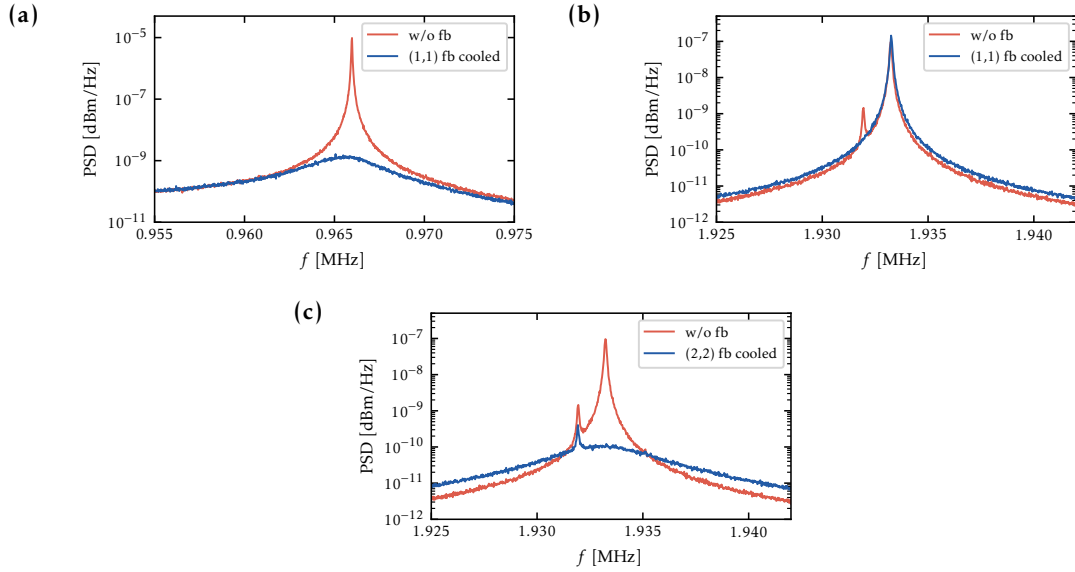 (a)
PSD [dBm/Hz]
10⁻⁵
10⁻⁷
10⁻⁹
10⁻¹¹
w/o fb
(1,1) fb cooled
0.955 0.960 0.965 0.970 0.975
f [MHz]
(b)
PSD [dBm/Hz]
10⁻⁷
10⁻⁸
10⁻⁹
10⁻¹⁰
10⁻¹¹
10⁻¹²
w/o fb
(1,1) fb cooled
1.925 1.930 1.935 1.940
f [MHz]
(c)
PSD [dBm/Hz]
10⁻⁷
10⁻⁸
10⁻⁹
10⁻¹⁰
10⁻¹¹
10⁻¹²
w/o fb
(2,2) fb cooled
1.925 1.930 1.935 1.940
f [MHz]